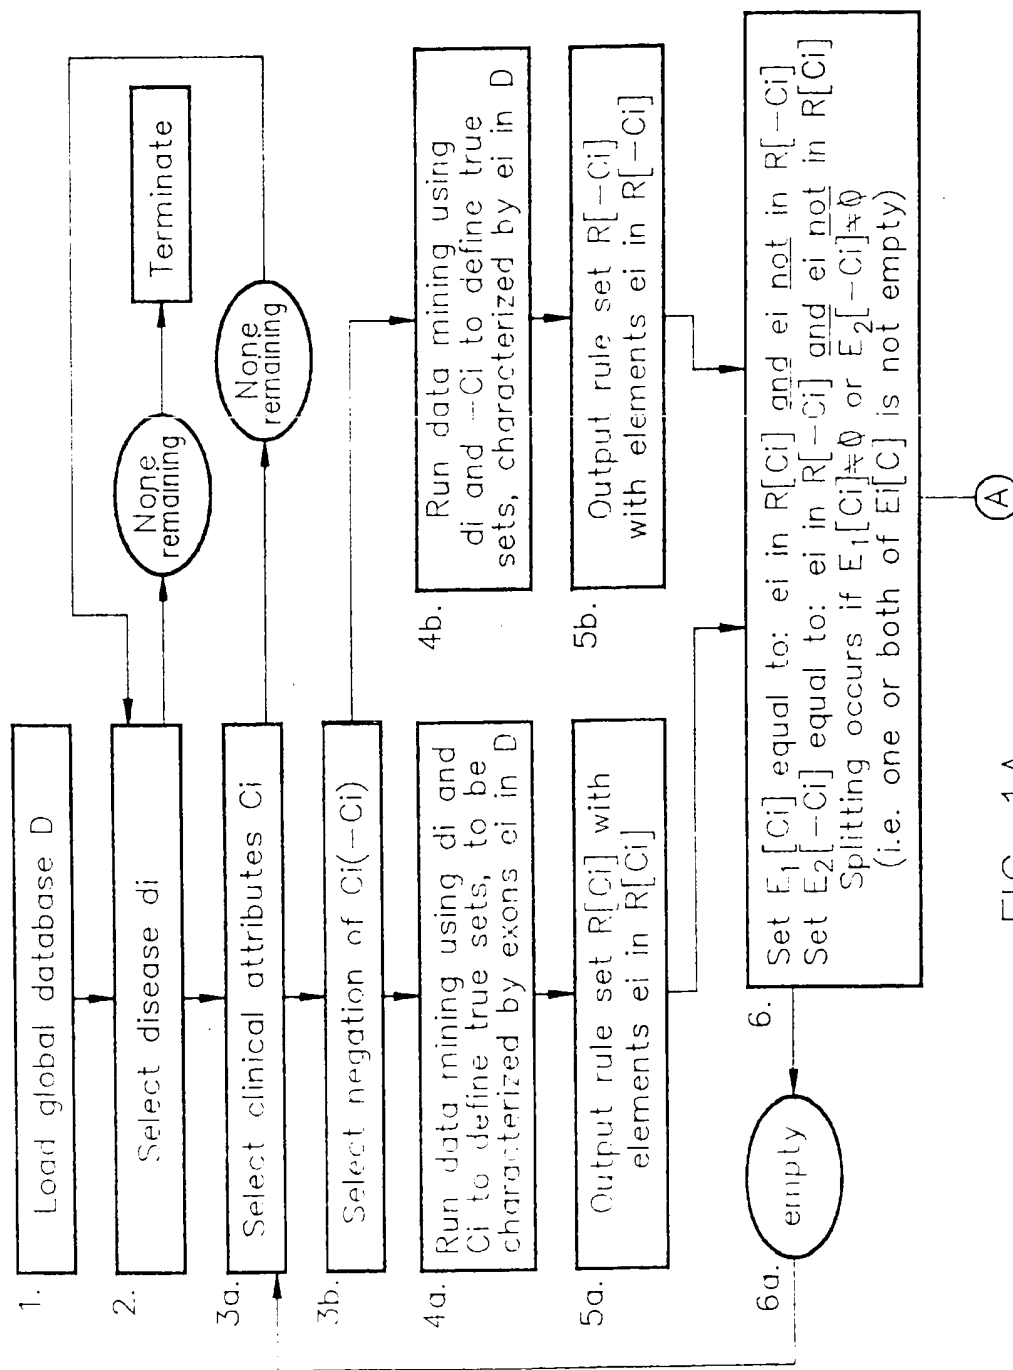 1.
Load global database D
2.
Select disease di
None
remaining
Terminate
3a.
Select clinical attributes Ci
None
remaining
3b.
Select negation of Ci(-Ci)
4a.
Run data mining using di and
Ci to define true sets, to be
characterized by exons ei in D
4b.
Run data mining using
di and -Ci to define true
sets, characterized by ei in D
5a.
Output rule set R[Ci] with
elements ei in R[Ci]
5b.
Output rule set R[-Ci]
with elements ei in R[-Ci]
6.
Set E₁[Ci] equal to: ei in R[Ci] and ei not in R[-Ci]
Set E₂[-Ci] equal to: ei in R[-Ci] and ei not in R[Ci]
Splitting occurs if E₁[Ci]≠∅ or E₂[-Ci]≠∅
(i.e. one or both of Ei[C] is not empty)
6a.
empty
A
FIG. 1A